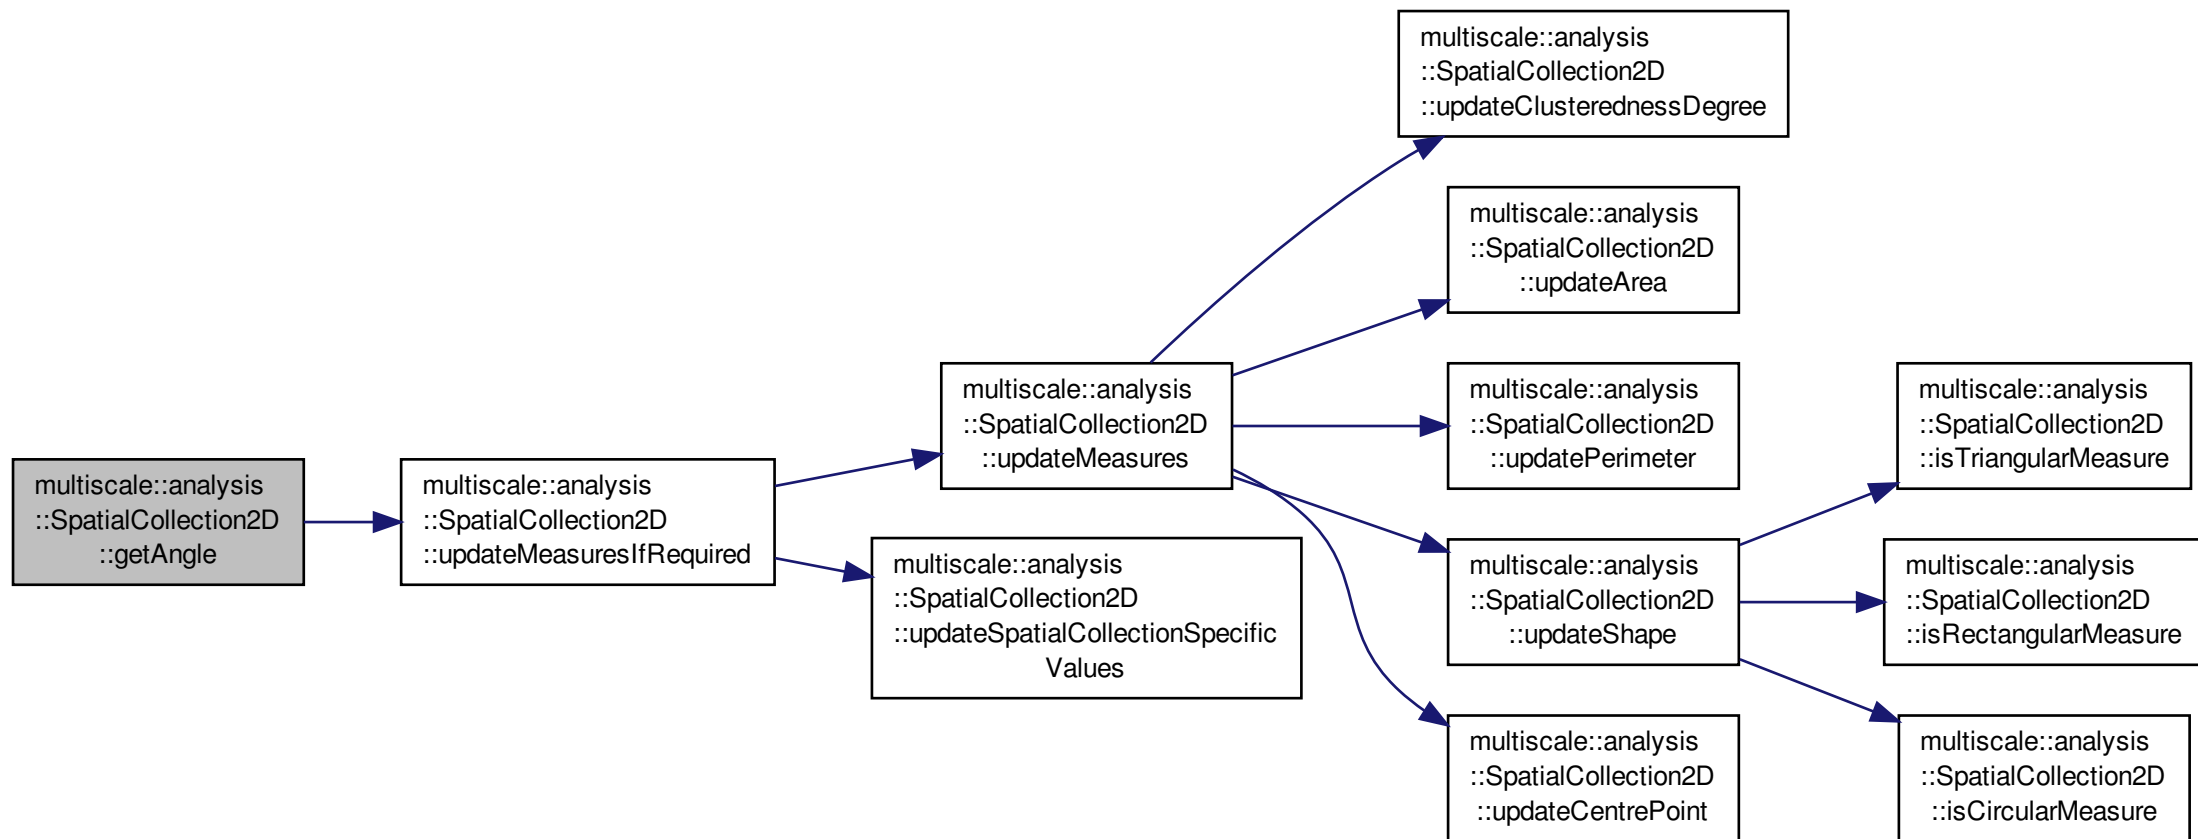 multiscale::analysis
::SpatialCollection2D
::getAngle
multiscale::analysis
::SpatialCollection2D
::updateMeasuresIfRequired
multiscale::analysis
::SpatialCollection2D
::updateMeasures
multiscale::analysis
::SpatialCollection2D
::updateSpatialCollectionSpecific
Values
multiscale::analysis
::SpatialCollection2D
::updateClusterednessDegree
multiscale::analysis
::SpatialCollection2D
::updateArea
multiscale::analysis
::SpatialCollection2D
::updatePerimeter
multiscale::analysis
::SpatialCollection2D
::updateShape
multiscale::analysis
::SpatialCollection2D
::updateCentrePoint
multiscale::analysis
::SpatialCollection2D
::isTriangularMeasure
multiscale::analysis
::SpatialCollection2D
::isRectangularMeasure
multiscale::analysis
::SpatialCollection2D
::isCircularMeasure